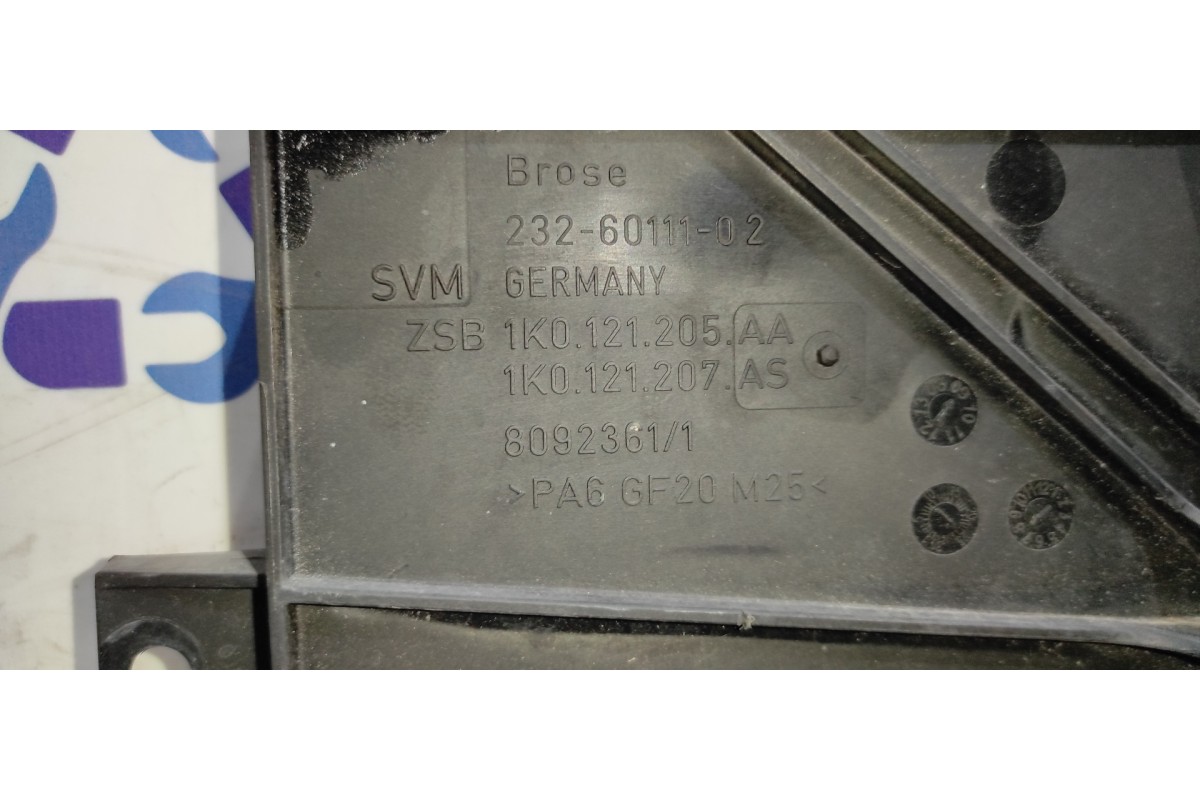 Brose
232-60111-02
SVM GERMANY
ZSB 1K0.121.205.AA
1K0.121.207.AS
8092361/1
>PA6 GF20 M25<